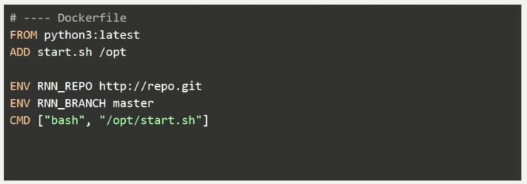 # ---- Dockerfile
FROM python3:latest
ADD start.sh /opt
ENV RNN_REPO http://repo.git
ENV RNN_BRANCH master
CMD ["bash", "/opt/start.sh"]